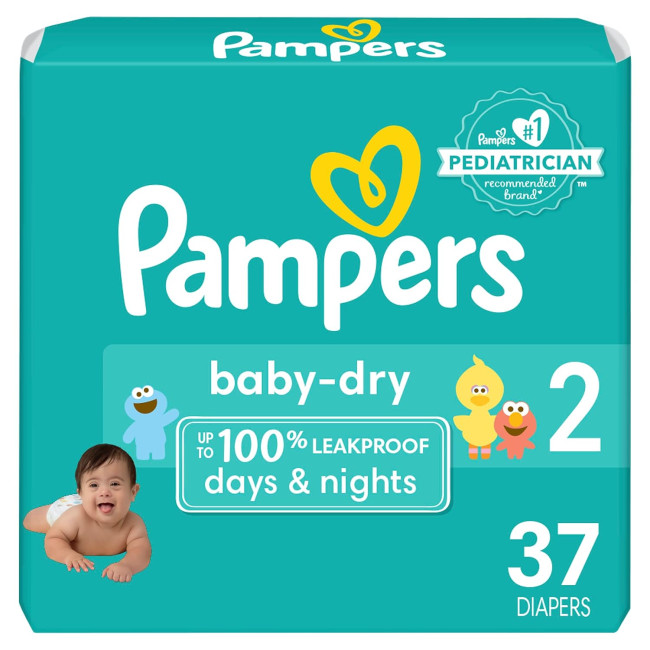 Pampers
Pampers #1
PEDIATRICIAN
recommended
brand
™
Pampers
baby-dry
2
UP TO 100% LEAKPROOF
days & nights
37
DIAPERS